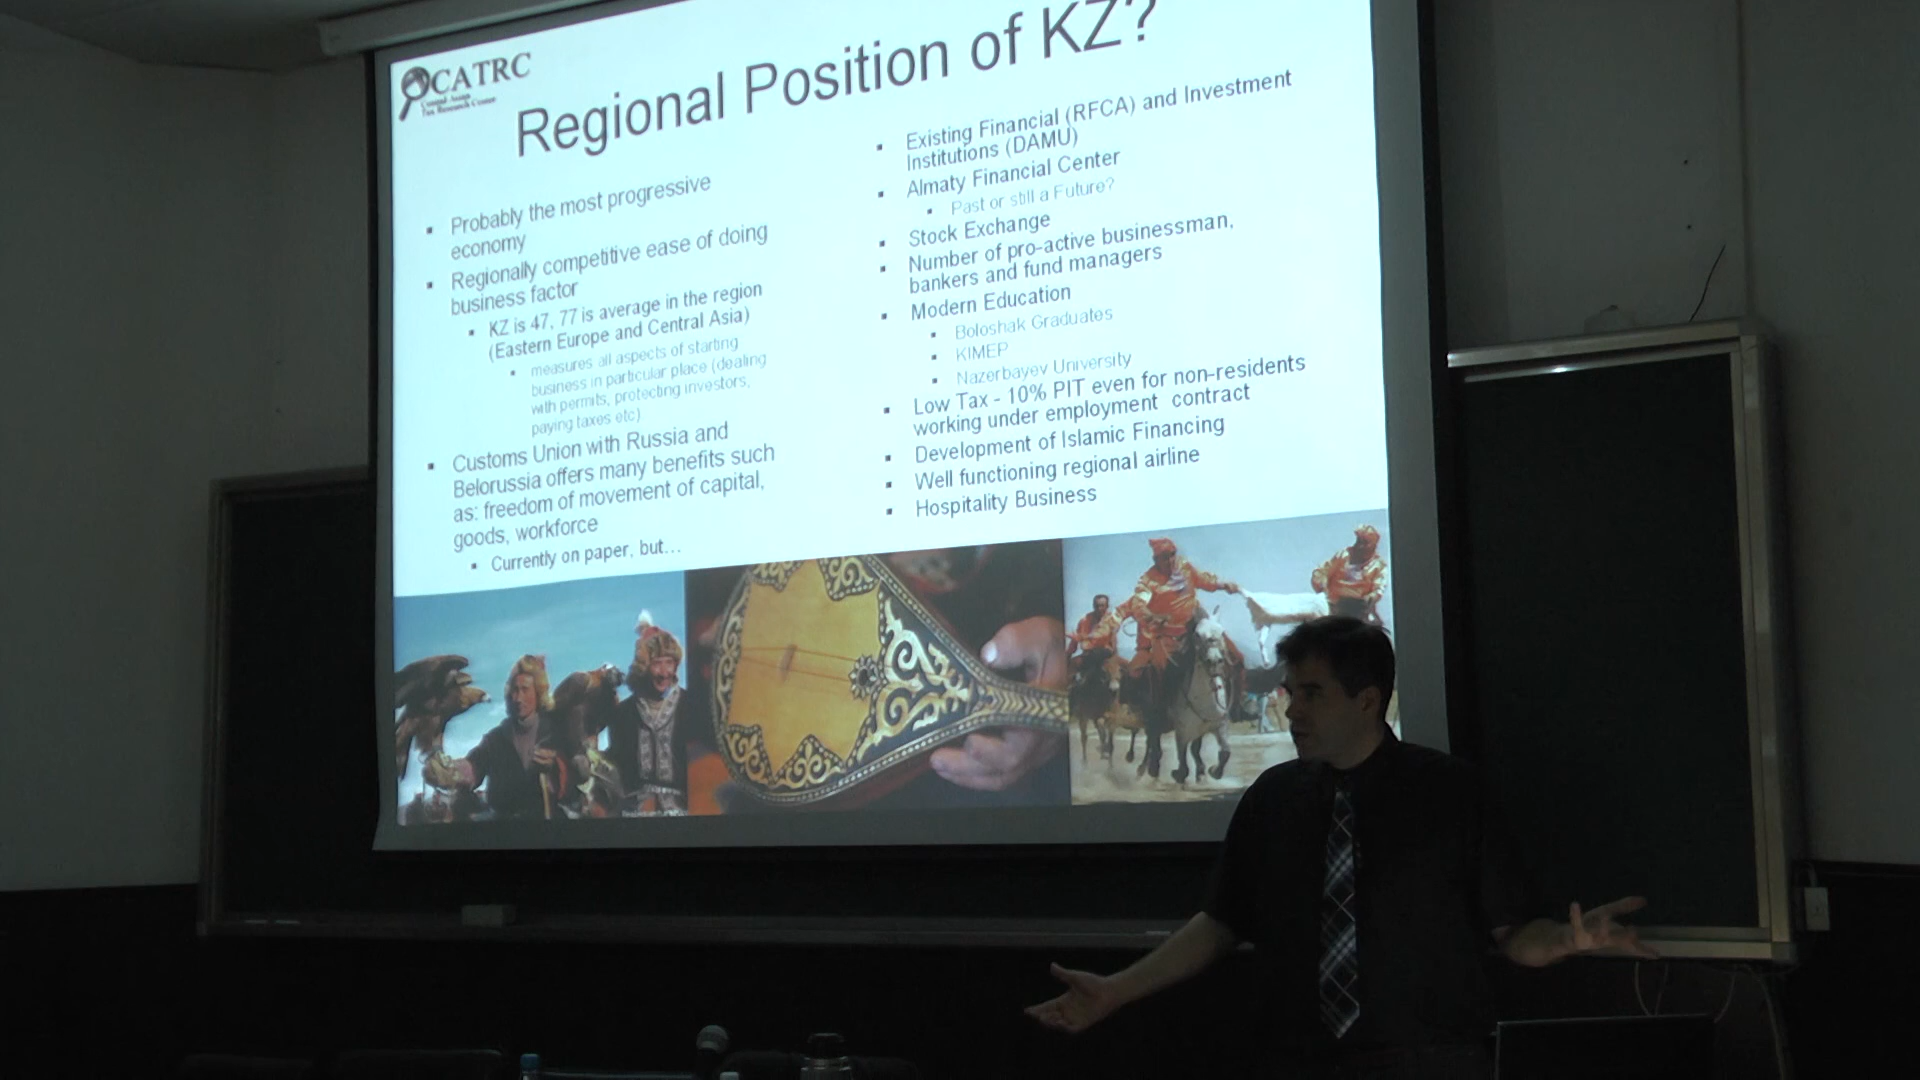 CATRC
Central Asian
Tax Research Center
Regional Position of KZ?
Probably the most progressive
economy
Regionally competitive ease of doing
business factor
KZ is 47, 77 is average in the region
(Eastern Europe and Central Asia)
measures all aspects of starting
business in particular place (dealing
with permits, protecting investors,
paying taxes etc)
Customs Union with Russia and
Belorussia offers many benefits such
as: freedom of movement of capital,
goods, workforce
Currently on paper, but...
Existing Financial (RFCA) and Investment
Institutions (DAMU)
Almaty Financial Center
Past or still a Future?
Stock Exchange
Number of pro-active businessman,
bankers and fund managers
Modern Education
Boloshak Graduates
KIMEP
Nazerbayev University
Low Tax - 10% PIT even for non-residents
working under employment contract
Development of Islamic Financing
Well functioning regional airline
Hospitality Business